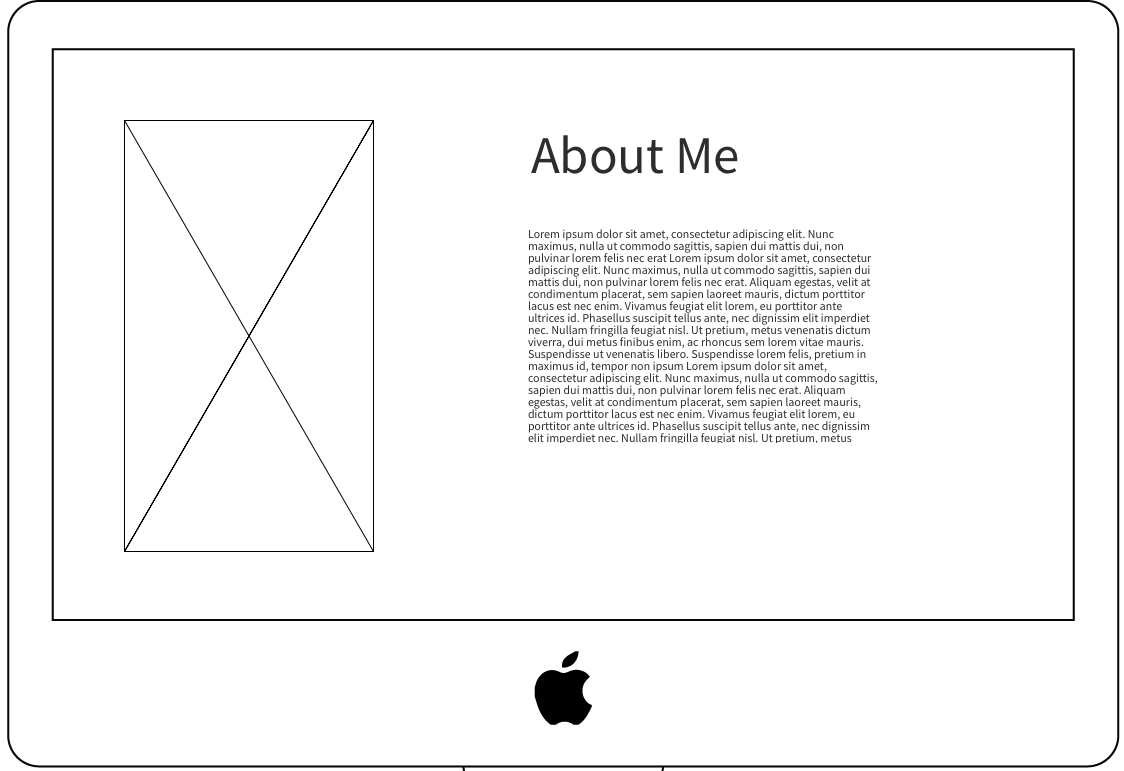 About Me
Lorem ipsum dolor sit amet, consectetur adipiscing elit. Nunc
maximus, nulla ut commodo sagittis, sapien dui mattis dui, non
pulvinar lorem felis nec erat Lorem ipsum dolor sit amet, consectetur
adipiscing elit. Nunc maximus, nulla ut commodo sagittis, sapien dui
mattis dui, non pulvinar lorem felis nec erat. Aliquam egestas, velit at
condimentum placerat, sem sapien laoreet mauris, dictum porttitor
lacus est nec enim. Vivamus feugiat elit lorem, eu porttitor ante
ultrices id. Phasellus suscipit tellus ante, nec dignissim elit imperdiet
nec. Nullam fringilla feugiat nisl. Ut pretium, metus venenatis dictum
viverra, dui metus finibus enim, ac rhoncus sem lorem vitae mauris.
Suspendisse ut venenatis libero. Suspendisse lorem felis, pretium in
maximus id, tempor non ipsum Lorem ipsum dolor sit amet,
consectetur adipiscing elit. Nunc maximus, nulla ut commodo sagittis,
sapien dui mattis dui, non pulvinar lorem felis nec erat. Aliquam
egestas, velit at condimentum placerat, sem sapien laoreet mauris,
dictum porttitor lacus est nec enim. Vivamus feugiat elit lorem, eu
porttitor ante ultrices id. Phasellus suscipit tellus ante, nec dignissim
elit imperdiet nec. Nullam fringilla feugiat nisl. Ut pretium, metus